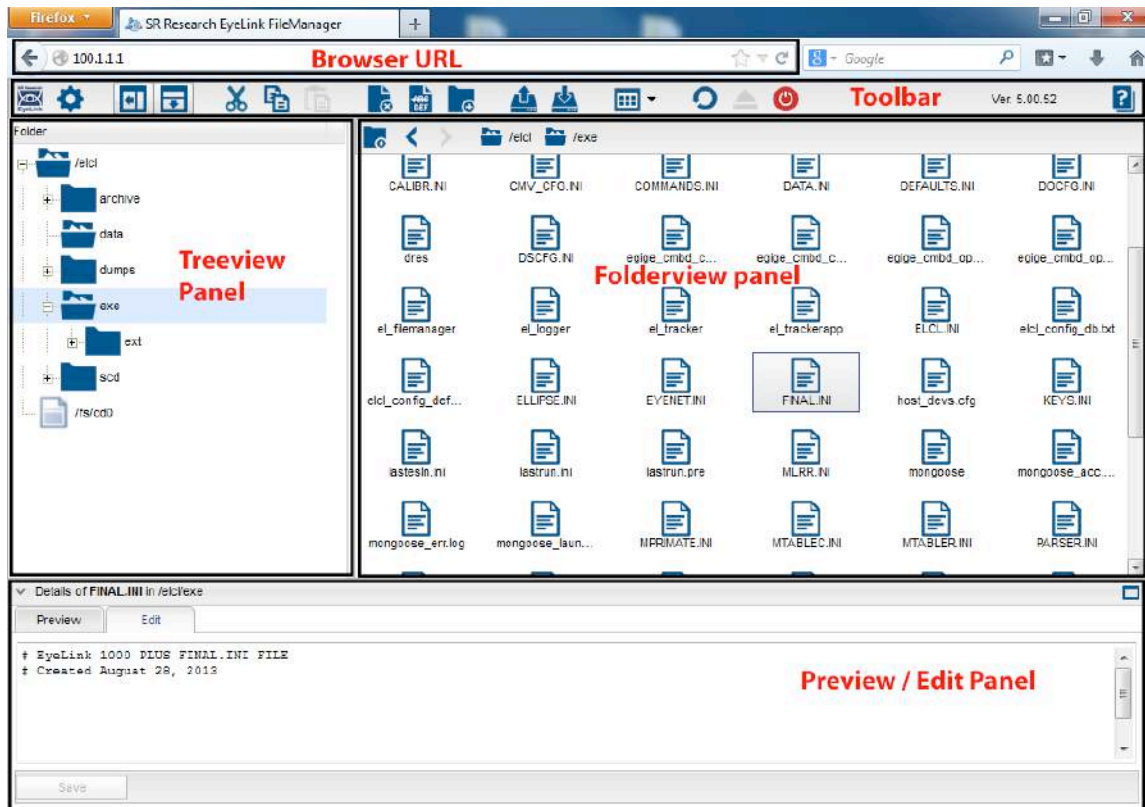 Firefox
SR Research EyeLink FileManager
100.1.1.1
Browser URL
Google
Toolbar
Ver. 5.00.52
Folder
/elcl
archive
data
dumps
exe
ext
scd
/fs/cd0
Treeview
Panel
/elcl /exe
CALIBR.INI CMV_CFG.INI COMMANDS.INI DATA.INI DEFAULTS.INI DOCFG.INI
dres DSCFG.INI egige_cmbd_c... egige_cmbd_c... egige_cmbd_op... egige_cmbd_op...
Folderview panel
el_filemanager el_logger el_tracker el_trackerapp ELCL.INI elcl_config_db.txt
elcl_config_def... ELLIPSE.INI EYENET.INI FINAL.INI host_devs.cfg KEYS.INI
lastesln.ini lastrun.ini lastrun.pre MLRR.INI mongoose mongoose_acc....
mongoose_err.log mongoose_laun... MPRIMATE.INI MTABLEC.INI MTABLER.INI PARSER.INI
Details of FINAL.INI in /elcl/exe
Preview Edit
# EyeLink 1000 PLUS FINAL.INI FILE
# Created August 28, 2013
Preview / Edit Panel
Save